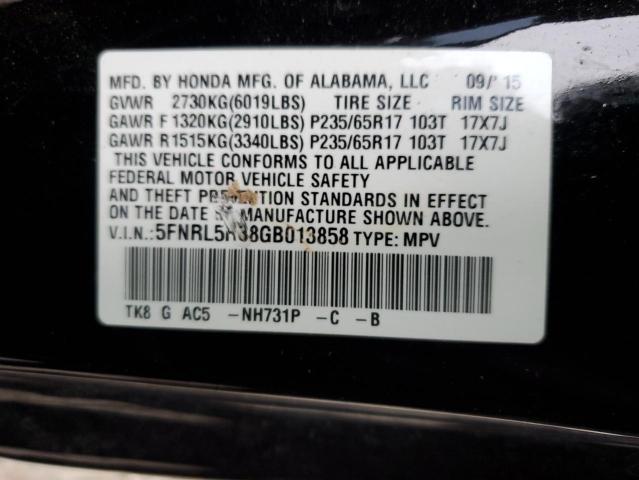 MFD. BY HONDA MFG. OF ALABAMA, LLC 09/15
GVWR 2730KG(6019LBS) TIRE SIZE RIM SIZE
GAWR F 1320KG(2910LBS) P235/65R17 103T 17X7J
GAWR R1515KG(3340LBS) P235/65R17 103T 17X7J
THIS VEHICLE CONFORMS TO ALL APPLICABLE
FEDERAL MOTOR VEHICLE SAFETY
AND THEFT PREVENTION STANDARDS IN EFFECT
ON THE DATE OF MANUFACTURE SHOWN ABOVE.
V.I.N.: 5FNRL5H38GB013858 TYPE: MPV
TK8 G AC5 -NH731P -C -B